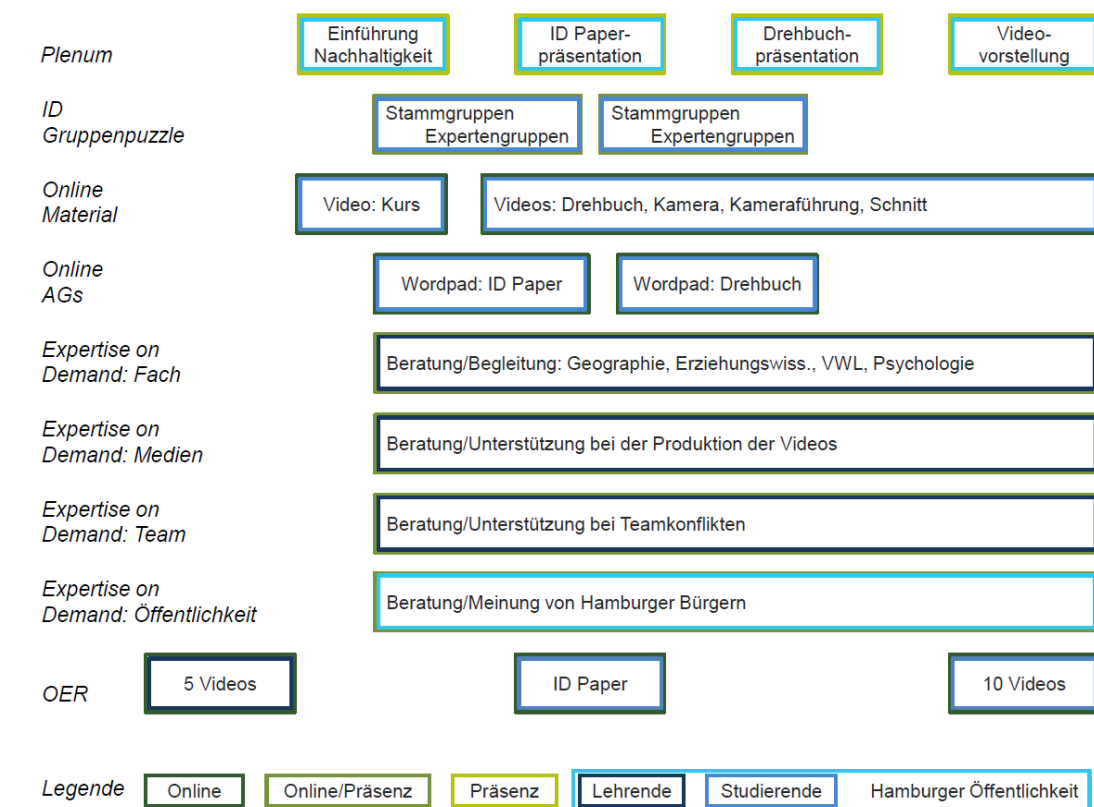 Plenum
Einführung
Nachhaltigkeit
ID Paper-
präsentation
Drehbuch-
präsentation
Video-
vorstellung
ID
Gruppenpuzzle
Stammgruppen
Expertengruppen
Stammgruppen
Expertengruppen
Online
Material
Video: Kurs
Videos: Drehbuch, Kamera, Kameraführung, Schnitt
Online
AGs
Wordpad: ID Paper
Wordpad: Drehbuch
Expertise on
Demand: Fach
Beratung/Begleitung: Geographie, Erziehungswiss., VWL, Psychologie
Expertise on
Demand: Medien
Beratung/Unterstützung bei der Produktion der Videos
Expertise on
Demand: Team
Beratung/Unterstützung bei Teamkonflikten
Expertise on
Demand: Öffentlichkeit
Beratung/Meinung von Hamburger Bürgern
OER
5 Videos
ID Paper
10 Videos
Legende
Online
Online/Präsenz
Präsenz
Lehrende
Studierende
Hamburger Öffentlichkeit